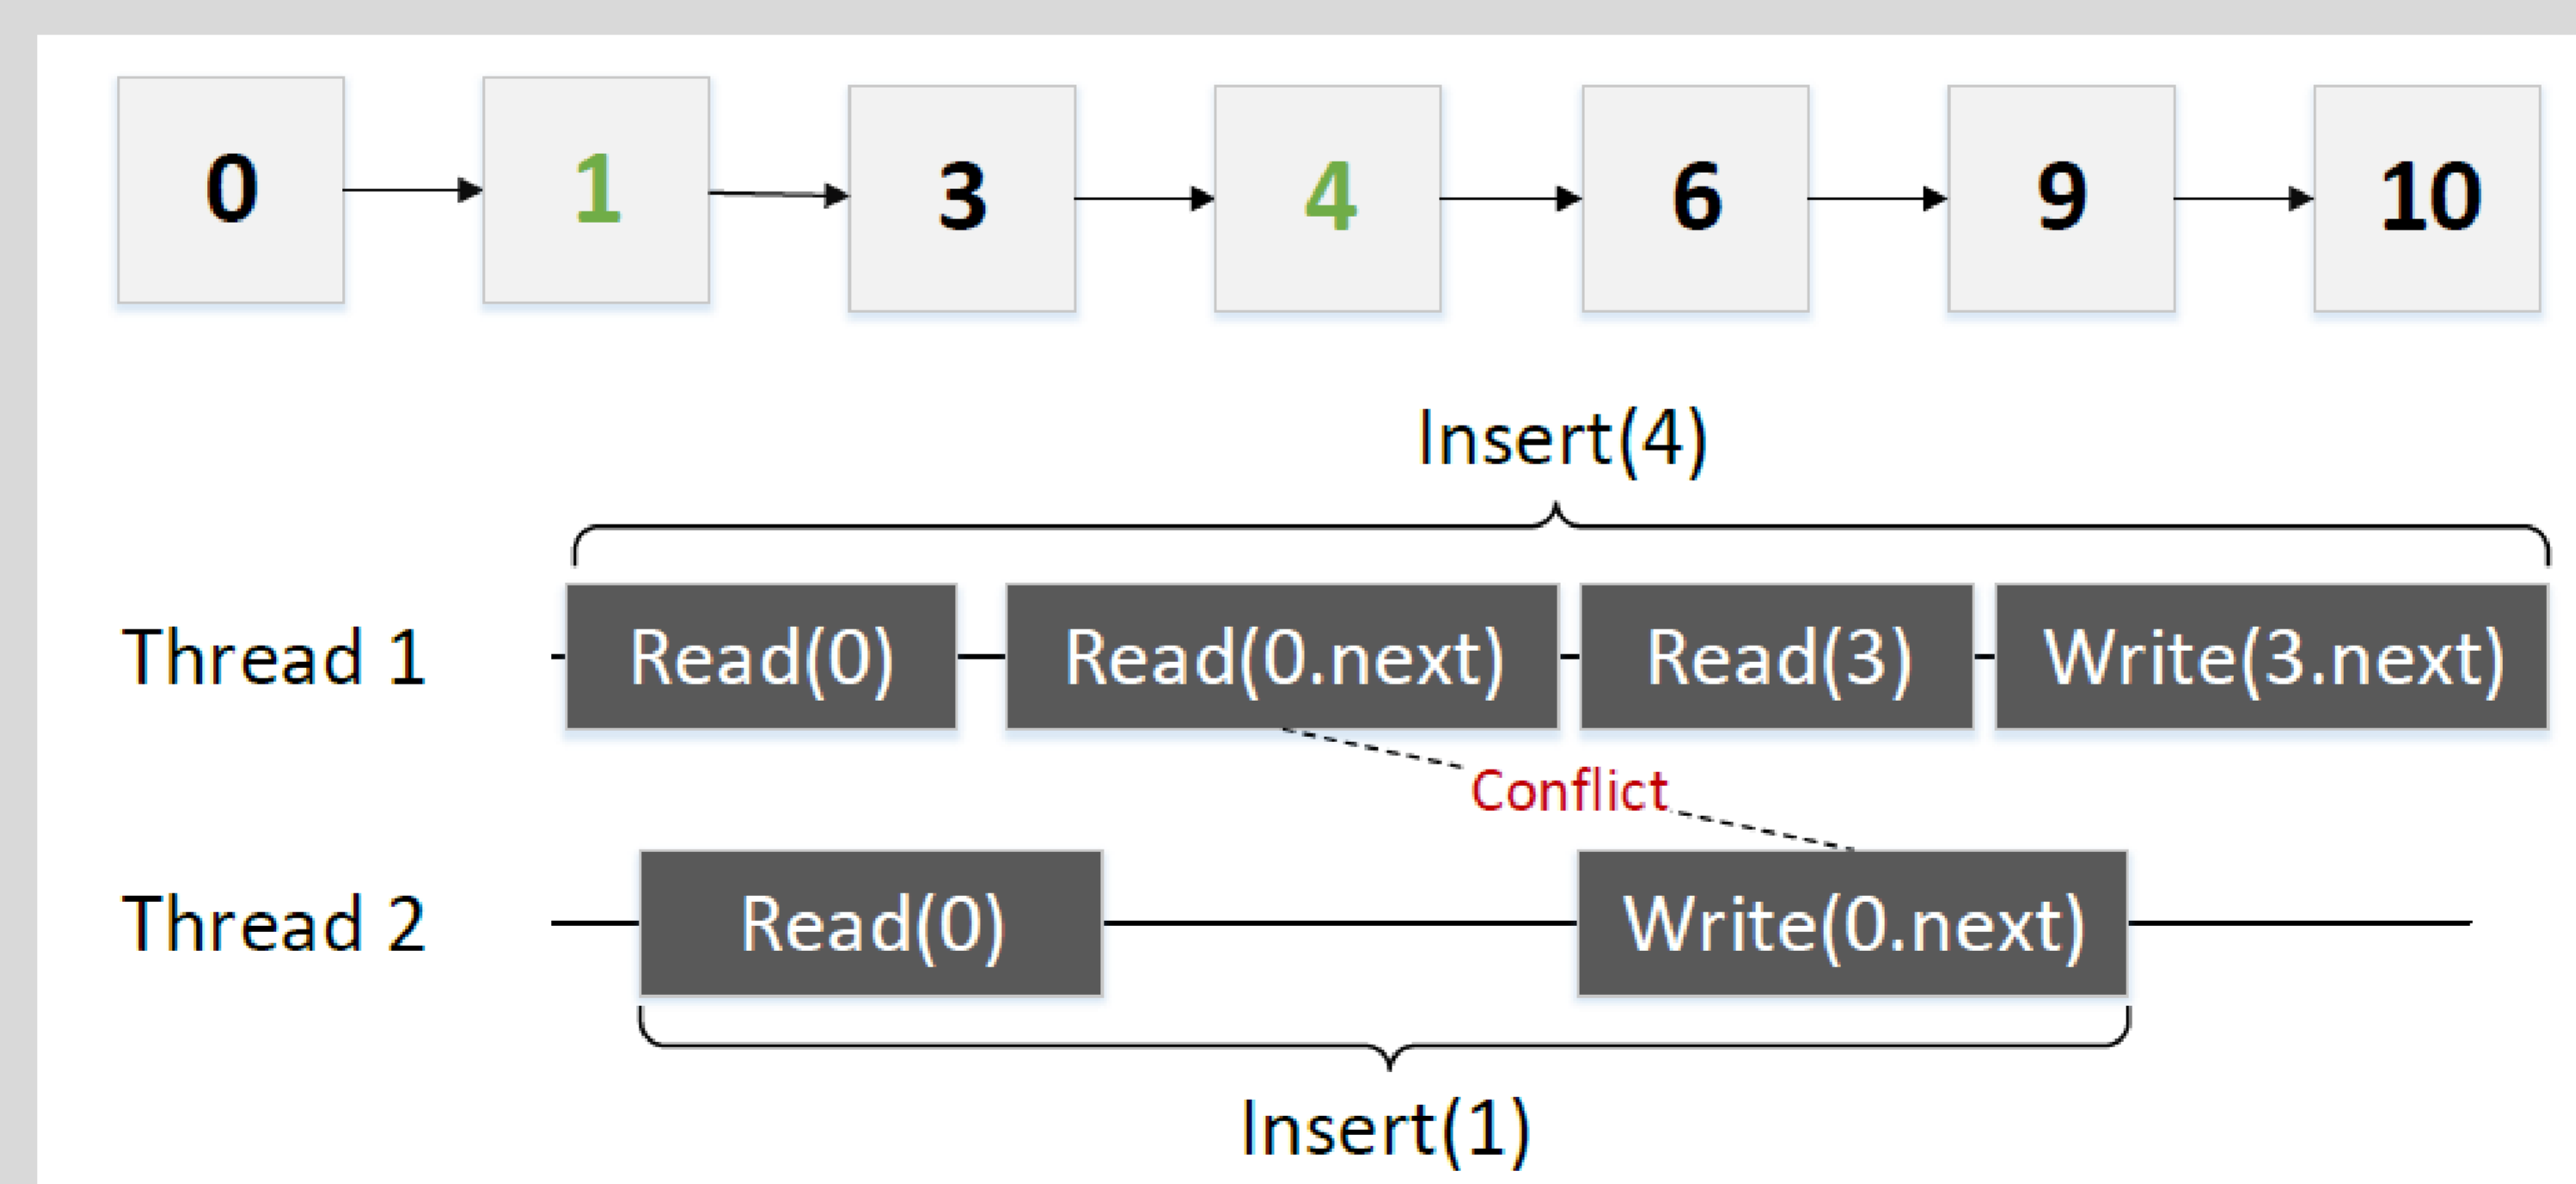 0 1 3 4 6 9 10
Insert(4)
Thread 1 Read(0) Read(0.next) Read(3) Write(3.next)
Conflict
Thread 2 Read(0) Write(0.next)
Insert(1)